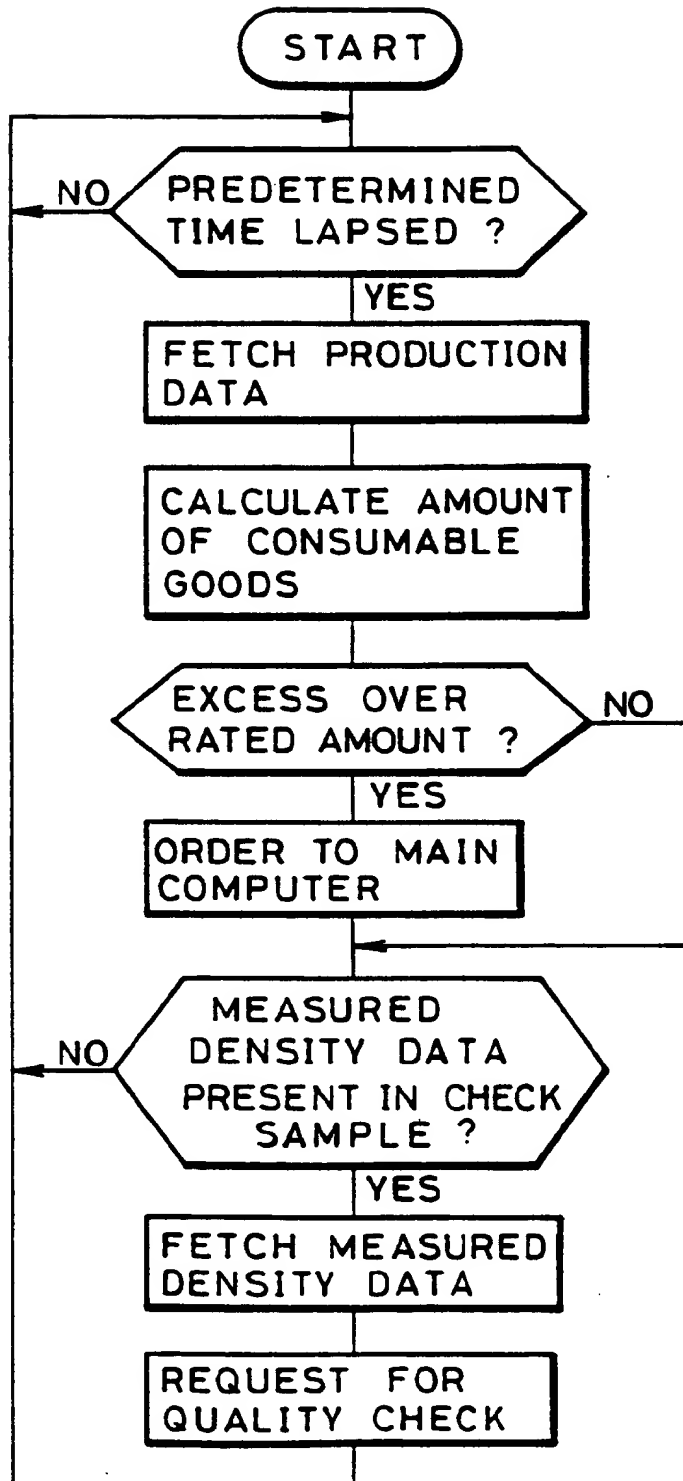 START
PREDETERMINED
TIME LAPSED ?
NO
YES
FETCH PRODUCTION
DATA
CALCULATE AMOUNT
OF CONSUMABLE
GOODS
EXCESS OVER
RATED AMOUNT ?
NO
YES
ORDER TO MAIN
COMPUTER
MEASURED
DENSITY DATA
PRESENT IN CHECK
SAMPLE ?
NO
YES
FETCH MEASURED
DENSITY DATA
REQUEST FOR
QUALITY CHECK